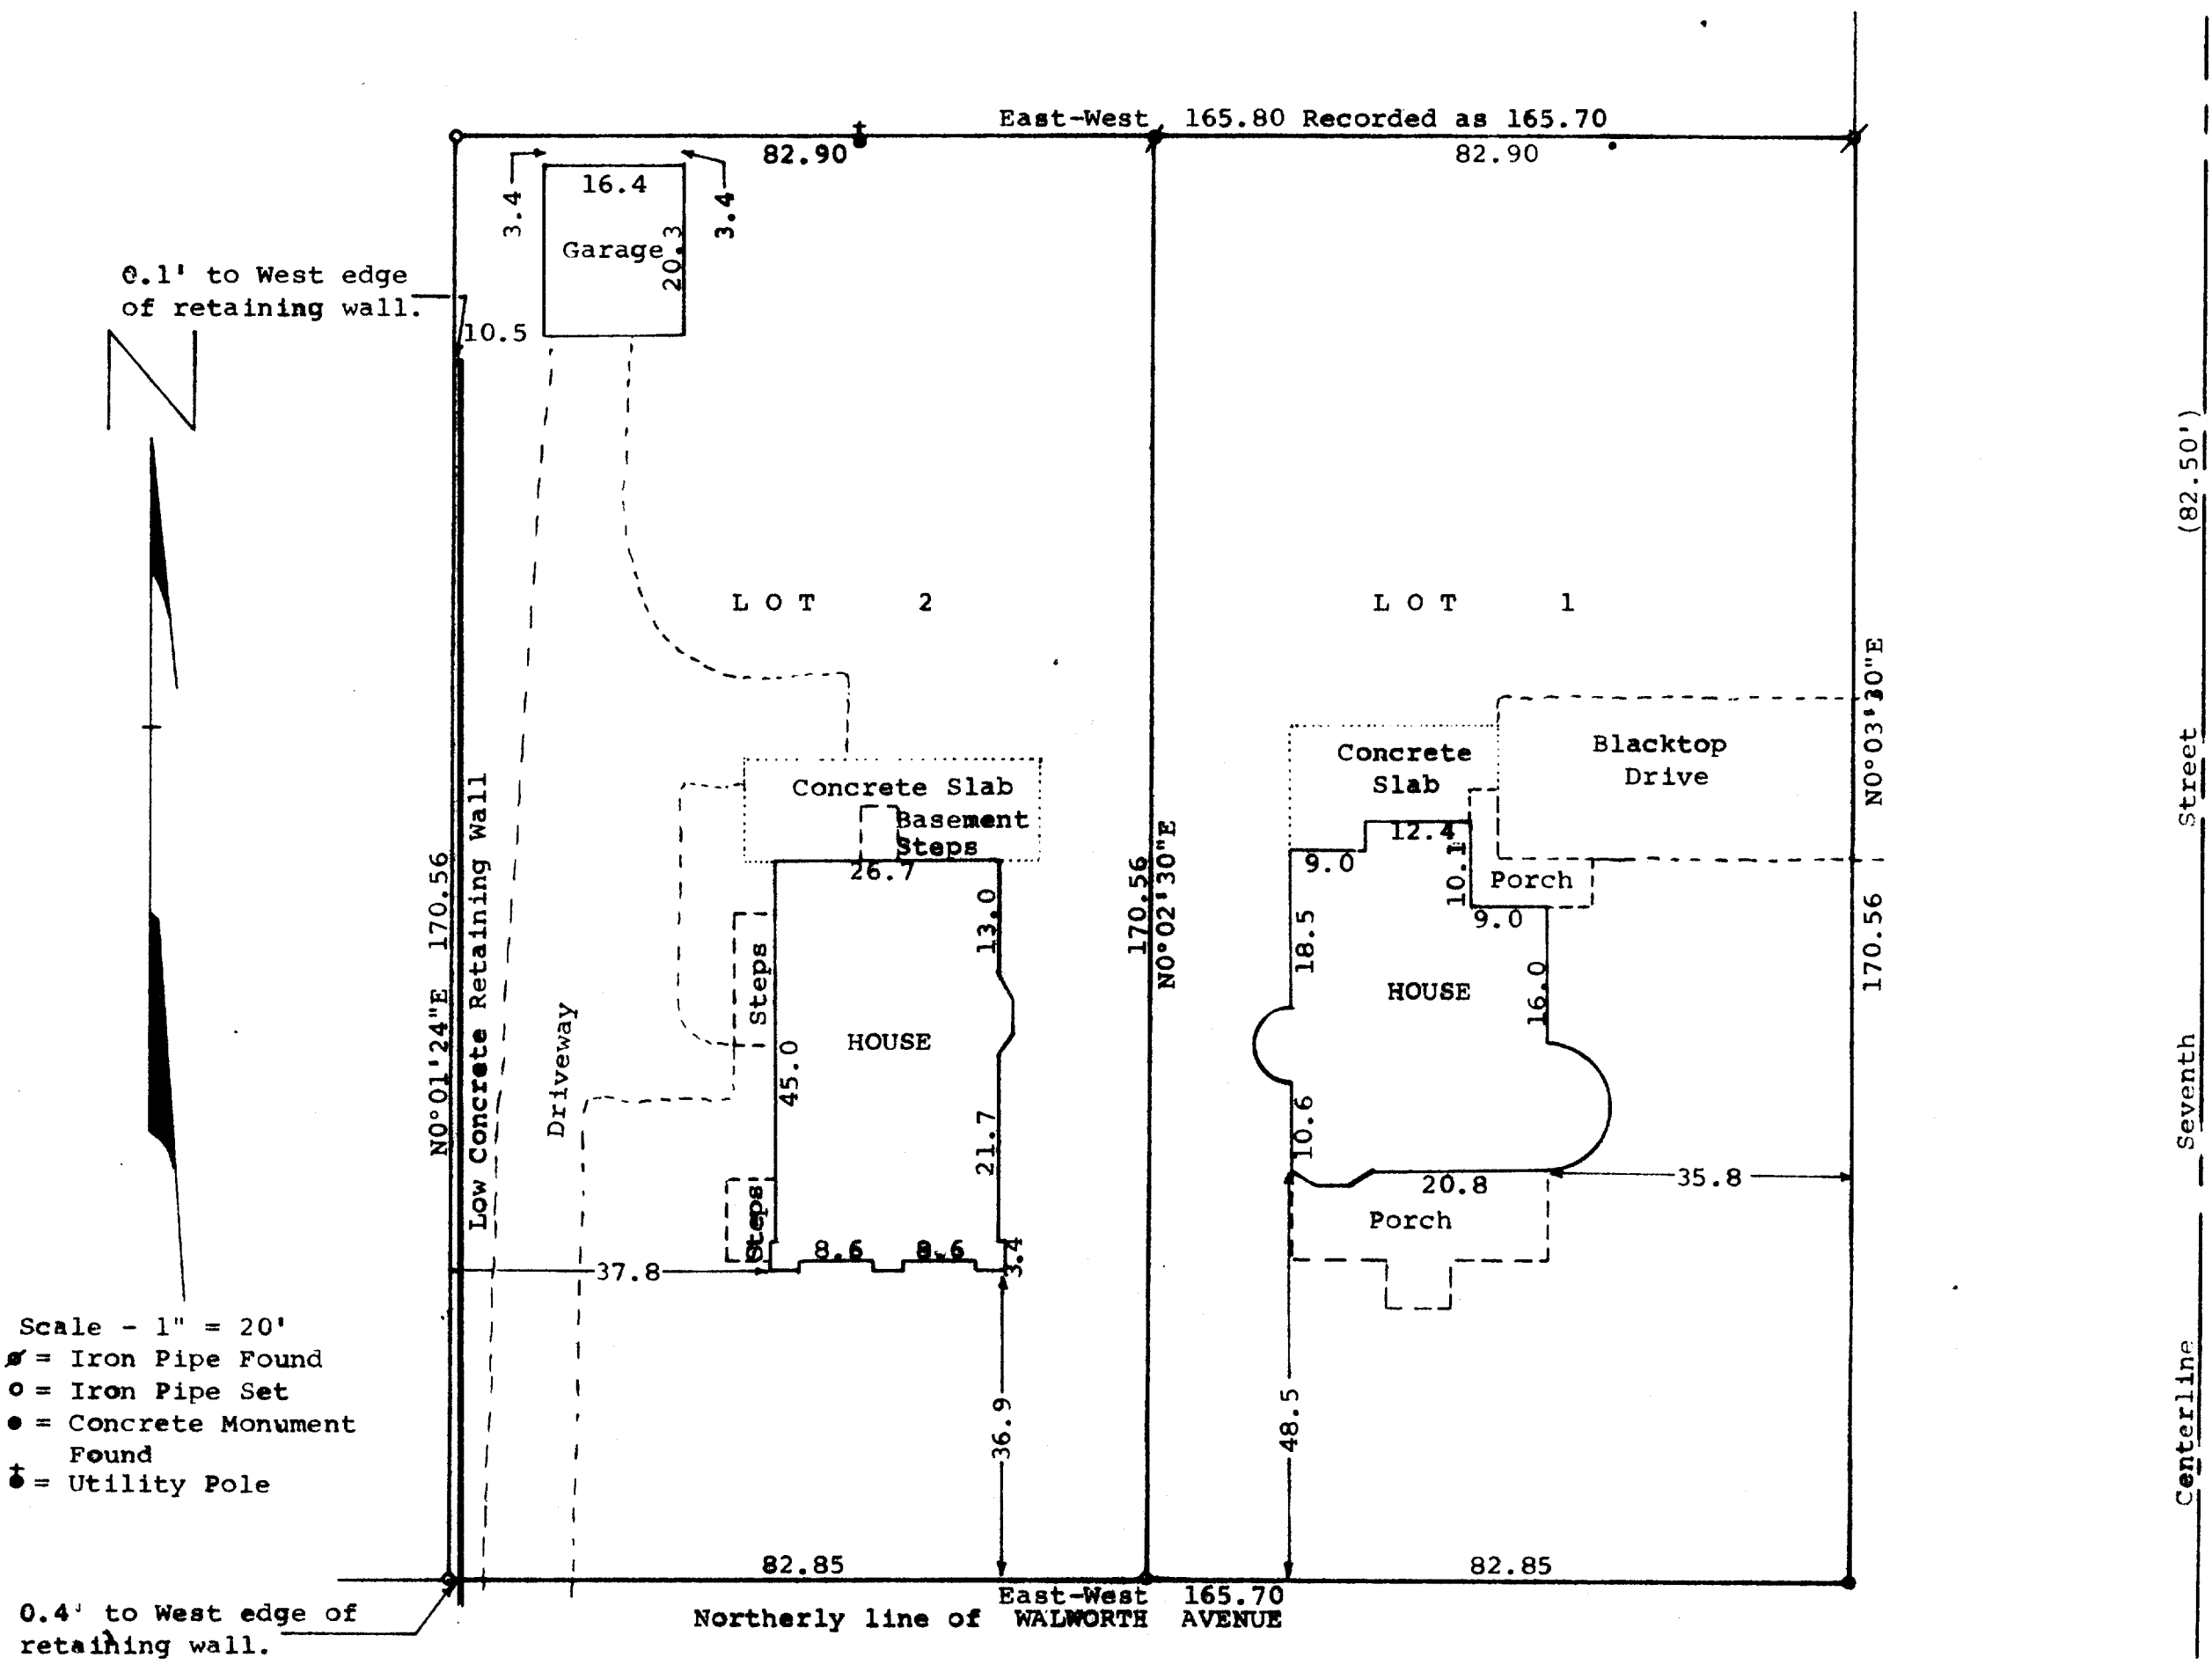 East-West 165.80 Recorded as 165.70
82.90
82.90
3.4
16.4
3.4
Garage
20.3
0.1' to West edge
of retaining wall.
10.5
N
(82.50')
LOT 2
LOT 1
N0°03'30"E
170.56
Concrete
Slab
Blacktop
Drive
Street
Seventh
Centerline
Concrete Slab
Basement
Steps
26.7
12.4
9.0
10.1
Porch
9.0
Low Concrete Retaining Wall
N0°01'24"E 170.56
170.56
N0°02'30"E
13.0
18.5
16.0
Steps
HOUSE
HOUSE
45.0
Driveway
21.7
10.6
20.8
35.8
Porch
Steps
8.6
8.6
3.4
37.8
36.9
48.5
Scale - 1" = 20'
= Iron Pipe Found
= Iron Pipe Set
= Concrete Monument
Found
= Utility Pole
82.85
82.85
East-West 165.70
Northerly line of WALWORTH AVENUE
0.4' to West edge of
retaining wall.